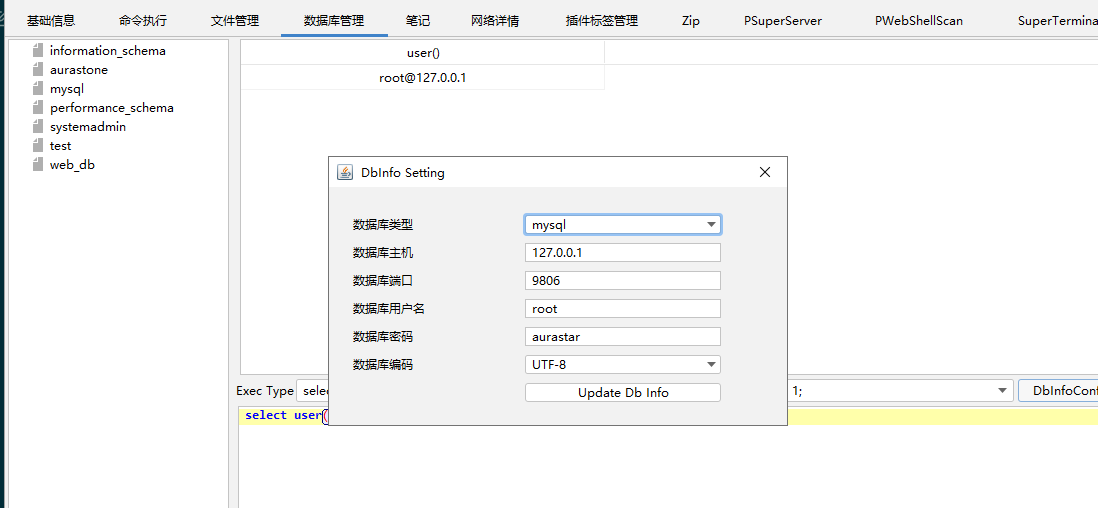 基础信息 命令执行 文件管理 数据库管理 笔记 网络详情 插件标签管理 Zip PSuperServer PWebShellScan SuperTermina
information_schema
aurastone
mysql
performance_schema
systemadmin
test
web_db
user()
root@127.0.0.1
DbInfo Setting
数据库类型 mysql
数据库主机 127.0.0.1
数据库端口 9806
数据库用户名 root
数据库密码 aurastar
数据库编码 UTF-8
Update Db Info
Exec Type selec 1; DbInfoConf
select user(